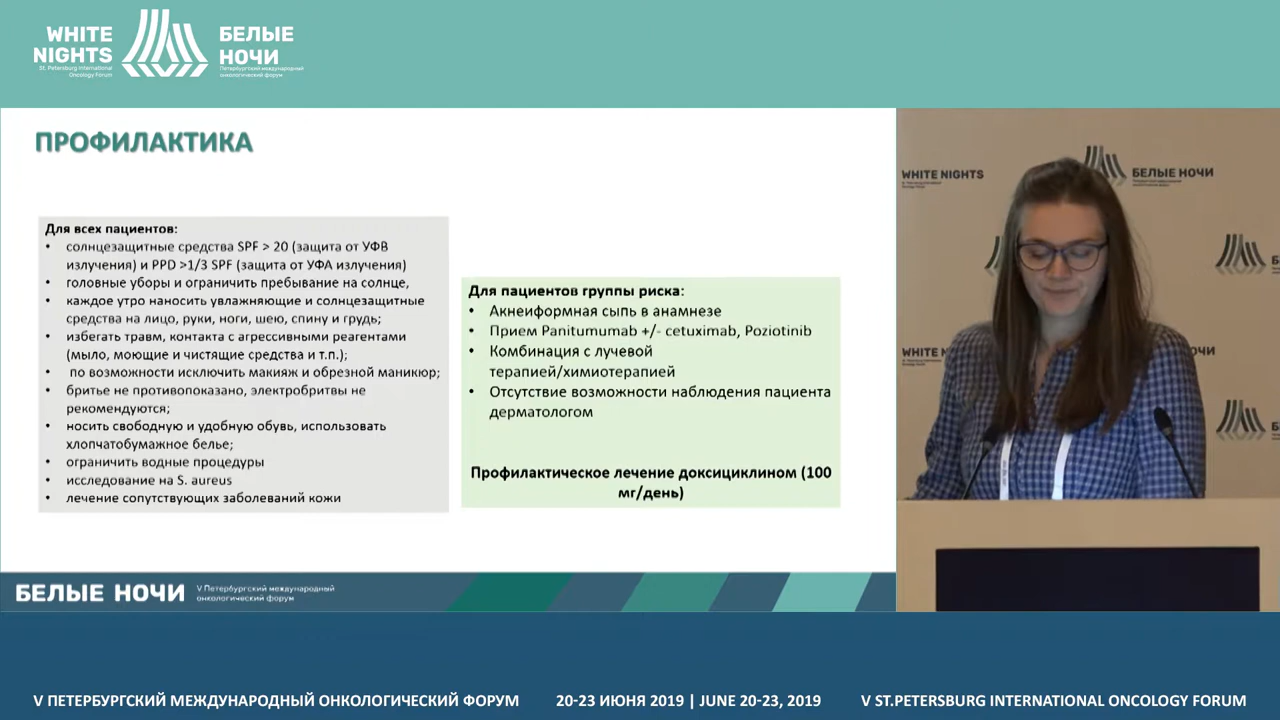 WHITE
NIGHTS
St. Petersburg International
Oncology Forum
БЕЛЫЕ
НОЧИ
Петербургский международный
онкологический форум
ПРОФИЛАКТИКА
Для всех пациентов:
• солнцезащитные средства SPF > 20 (защита от УФВ
излучения) и PPD >1/3 SPF (защита от УФА излучения)
• головные уборы и ограничить пребывание на солнце,
• каждое утро наносить увлажняющие и солнцезащитные
средства на лицо, руки, ноги, шею, спину и грудь;
• избегать травм, контакта с агрессивными реагентами
(мыло, моющие и чистящие средства и т.п.);
• по возможности исключить макияж и обрезной маникюр;
• бритье не противопоказано, электробритвы не
рекомендуются;
• носить свободную и удобную обувь, использовать
хлопчатобумажное белье;
• ограничить водные процедуры
• исследование на S. aureus
• лечение сопутствующих заболеваний кожи
Для пациентов группы риска:
• Акнеиформная сыпь в анамнезе
• Прием Panitumumab +/- cetuximab, Poziotinib
• Комбинация с лучевой
терапией/химиотерапией
• Отсутствие возможности наблюдения пациента
дерматологом
Профилактическое лечение доксициклином (100
мг/день)
WHITE NIGHTS
БЕЛЫЕ НОЧИ
БЕЛЫЕ НОЧИ
V Петербургский международный
онкологический форум
V ПЕТЕРБУРГСКИЙ МЕЖДУНАРОДНЫЙ ОНКОЛОГИЧЕСКИЙ ФОРУМ
20-23 ИЮНЯ 2019 | JUNE 20-23, 2019
V ST.PETERSBURG INTERNATIONAL ONCOLOGY FORUM